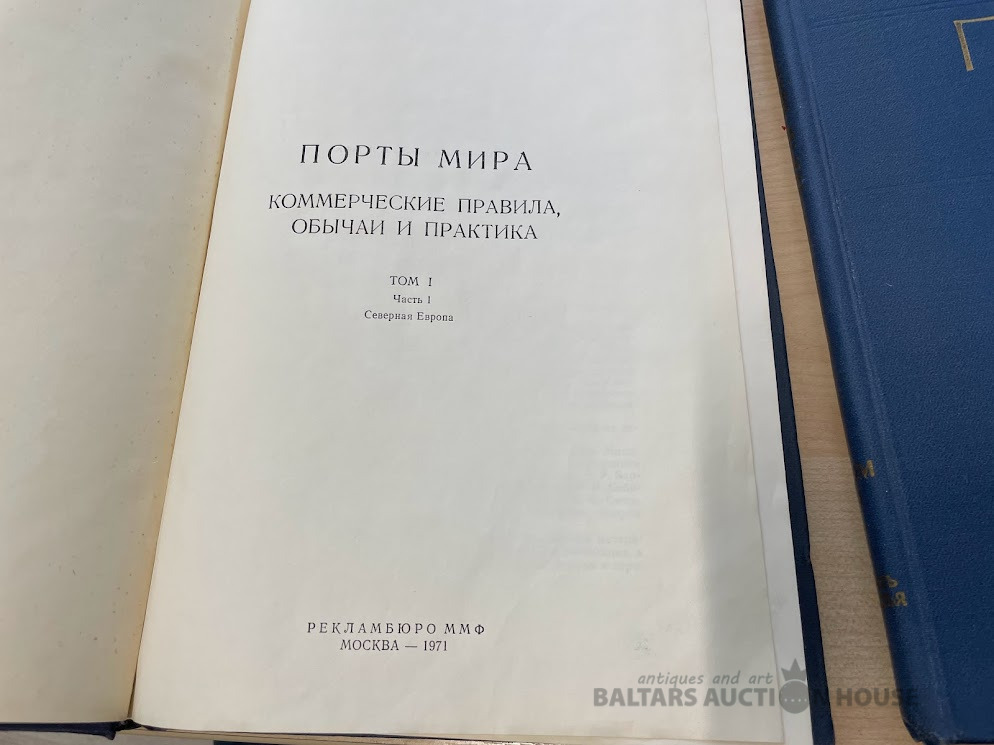 ПОРТЫ МИРА
КОММЕРЧЕСКИЕ ПРАВИЛА,
ОБЫЧАИ И ПРАКТИКА
ТОМ I
Часть I
Северная Европа
РЕКЛАМБЮРО ММФ
МОСКВА — 1971
antiques and art
BALTARS AUCTION HOUSE